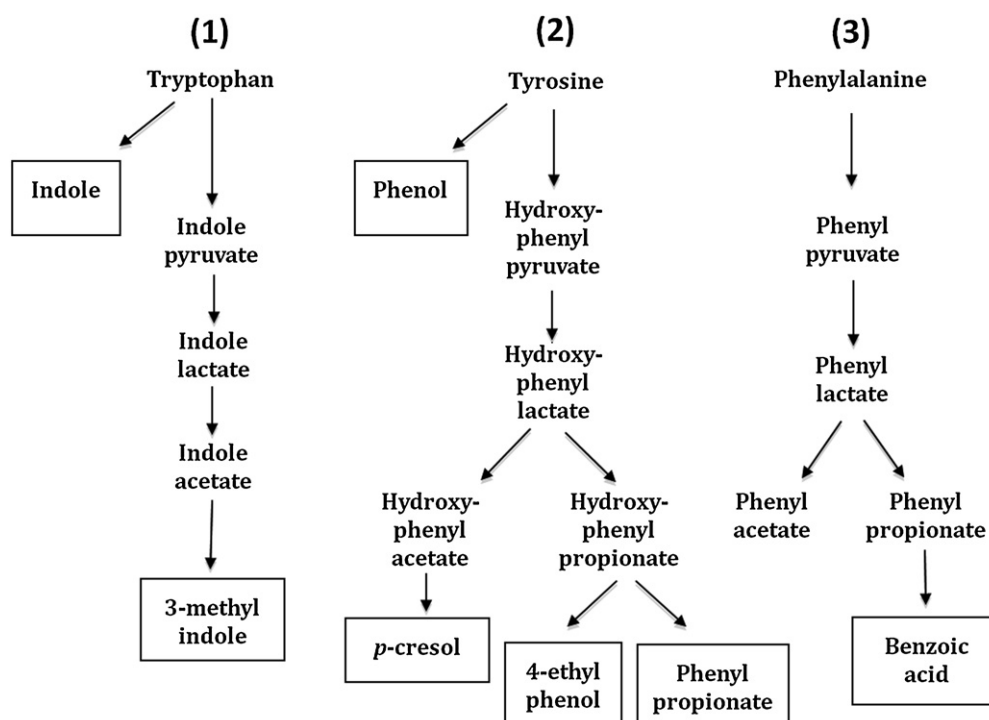 (1)
Tryptophan
Indole
Indole
pyruvate
Indole
lactate
Indole
acetate
3-methyl
indole
(2)
Tyrosine
Phenol
Hydroxy-
phenyl
pyruvate
Hydroxy-
phenyl
lactate
Hydroxy-
phenyl
acetate
Hydroxy-
phenyl
propionate
p-cresol
4-ethyl
phenol
Phenyl
propionate
(3)
Phenylalanine
Phenyl
pyruvate
Phenyl
lactate
Phenyl
acetate
Phenyl
propionate
Benzoic
acid